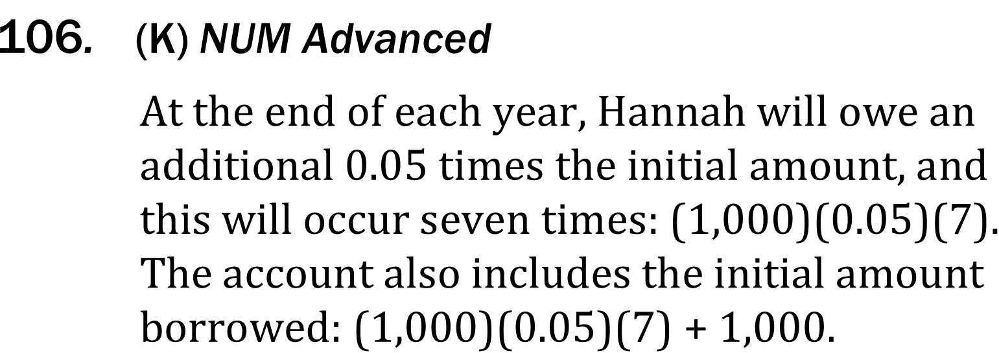 106. (K) NUM Advanced
At the end of each year, Hannah will owe an
additional 0.05 times the initial amount, and
this will occur seven times: (1,000)(0.05)(7).
The account also includes the initial amount
borrowed: (1,000)(0.05)(7) + 1,000.